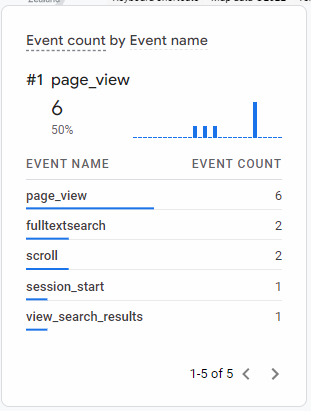 Event count by Event name
#1 page_view
6
50%
EVENT NAME EVENT COUNT
page_view 6
fulltextsearch 2
scroll 2
session_start 1
view_search_results 1
1-5 of 5